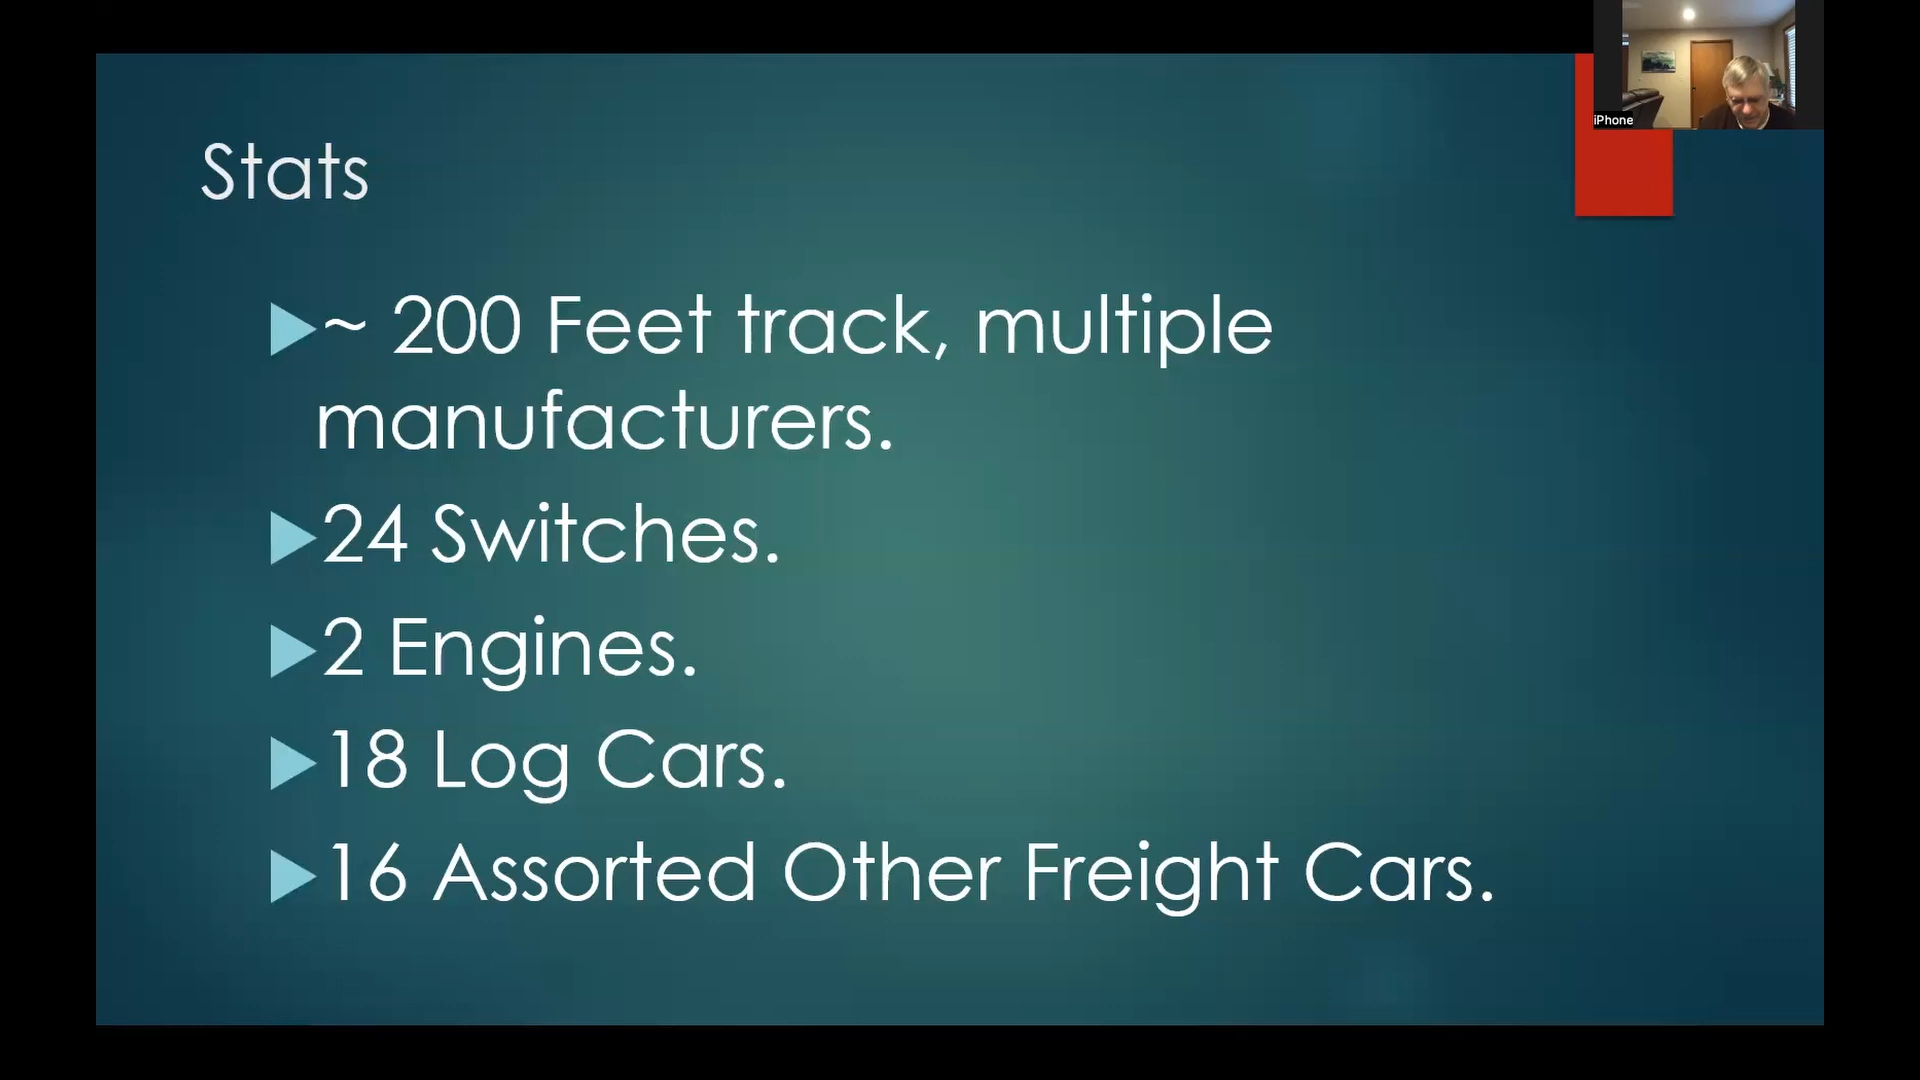 iPhone
Stats
~ 200 Feet track, multiple
manufacturers.
24 Switches.
2 Engines.
18 Log Cars.
16 Assorted Other Freight Cars.